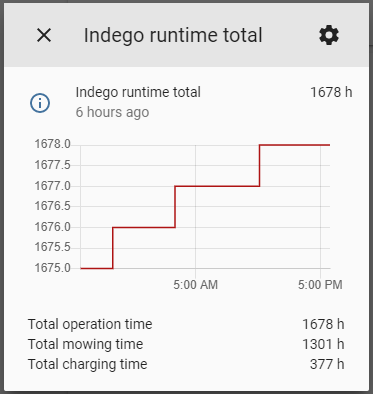 Indego runtime total
Indego runtime total 1678 h
6 hours ago
1678.0
1677.5
1677.0
1676.5
1676.0
1675.5
1675.0
5:00 AM 5:00 PM
Total operation time 1678 h
Total mowing time 1301 h
Total charging time 377 h